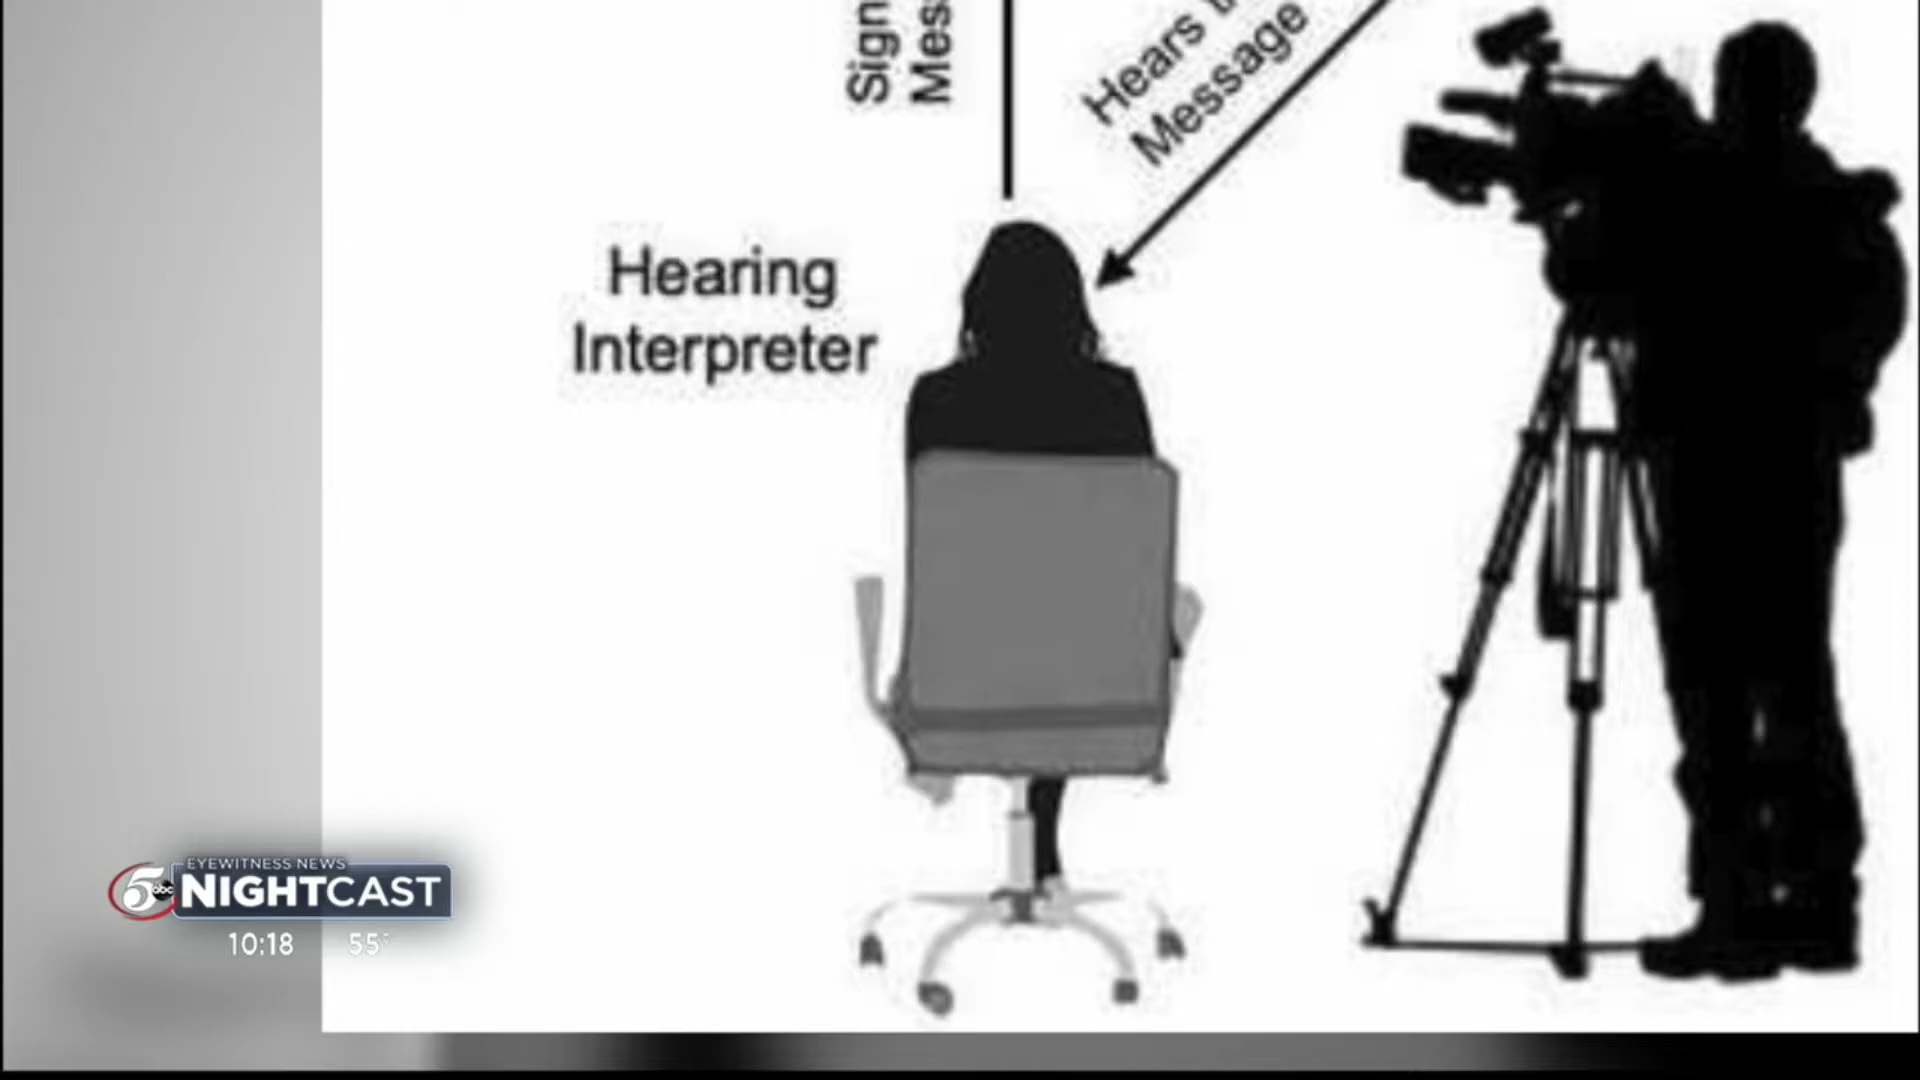 Sign
Mes
Hears
Message
Hearing
Interpreter
EYEWITNESS NEWS
5 abc NIGHTCAST
10:18 55°